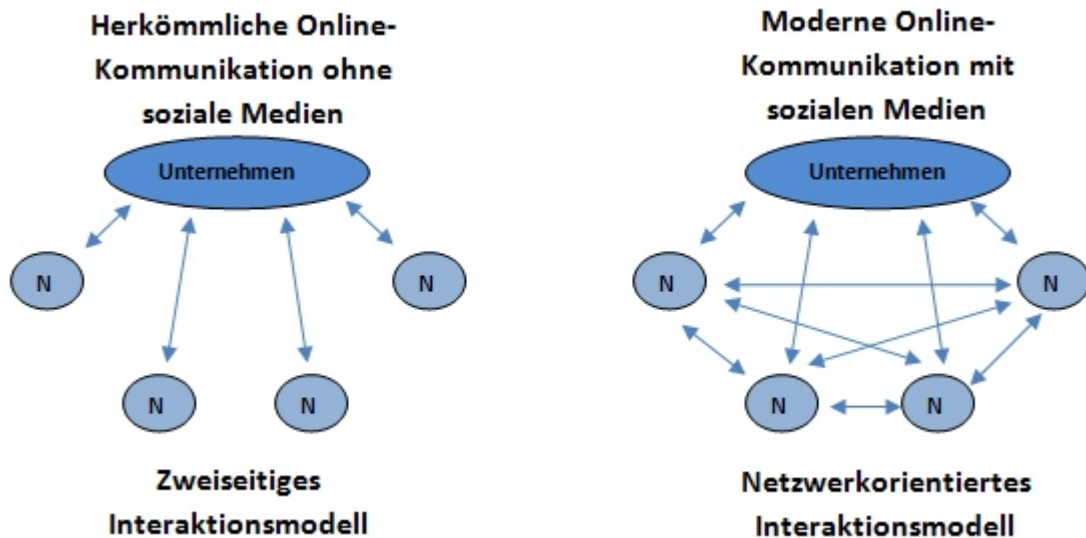 Herkömmliche Online-
Kommunikation ohne
soziale Medien
Unternehmen
N
N
N
N
Zweiseitiges
Interaktionsmodell
Moderne Online-
Kommunikation mit
sozialen Medien
Unternehmen
N
N
N
N
Netzwerkorientiertes
Interaktionsmodell